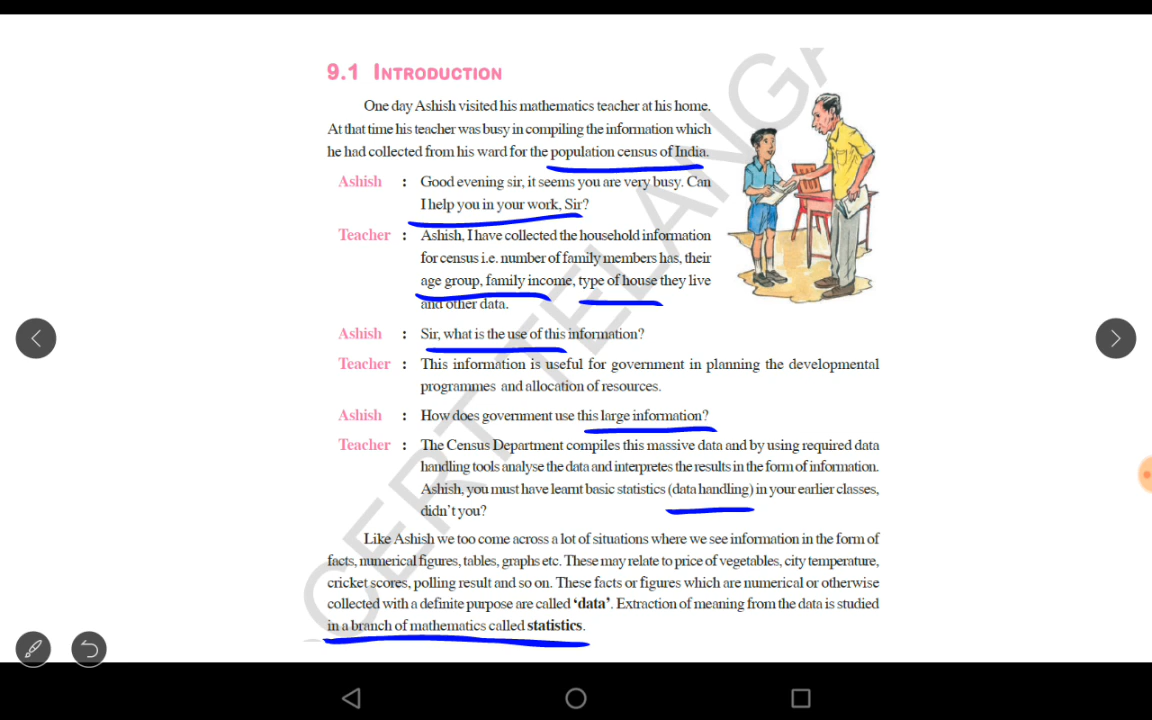 9.1 INTRODUCTION
One day Ashish visited his mathematics teacher at his home.
At that time his teacher was busy in compiling the information which
he had collected from his ward for the population census of India.
Ashish : Good evening sir, it seems you are very busy. Can
I help you in your work, Sir?
Teacher : Ashish, I have collected the household information
for census i.e. number of family members has, their
age group, family income, type of house they live
and other data.
Ashish : Sir, what is the use of this information?
Teacher : This information is useful for government in planning the developmental
programmes and allocation of resources.
Ashish : How does government use this large information?
Teacher : The Census Department compiles this massive data and by using required data
handling tools analyse the data and interpretes the results in the form of information.
Ashish, you must have learnt basic statistics (data handling) in your earlier classes,
didn't you?
Like Ashish we too come across a lot of situations where we see information in the form of
facts, numerical figures, tables, graphs etc. These may relate to price of vegetables, city temperature,
cricket scores, polling result and so on. These facts or figures which are numerical or otherwise
collected with a definite purpose are called 'data'. Extraction of meaning from the data is studied
in a branch of mathematics called statistics.
CERT TELANGA